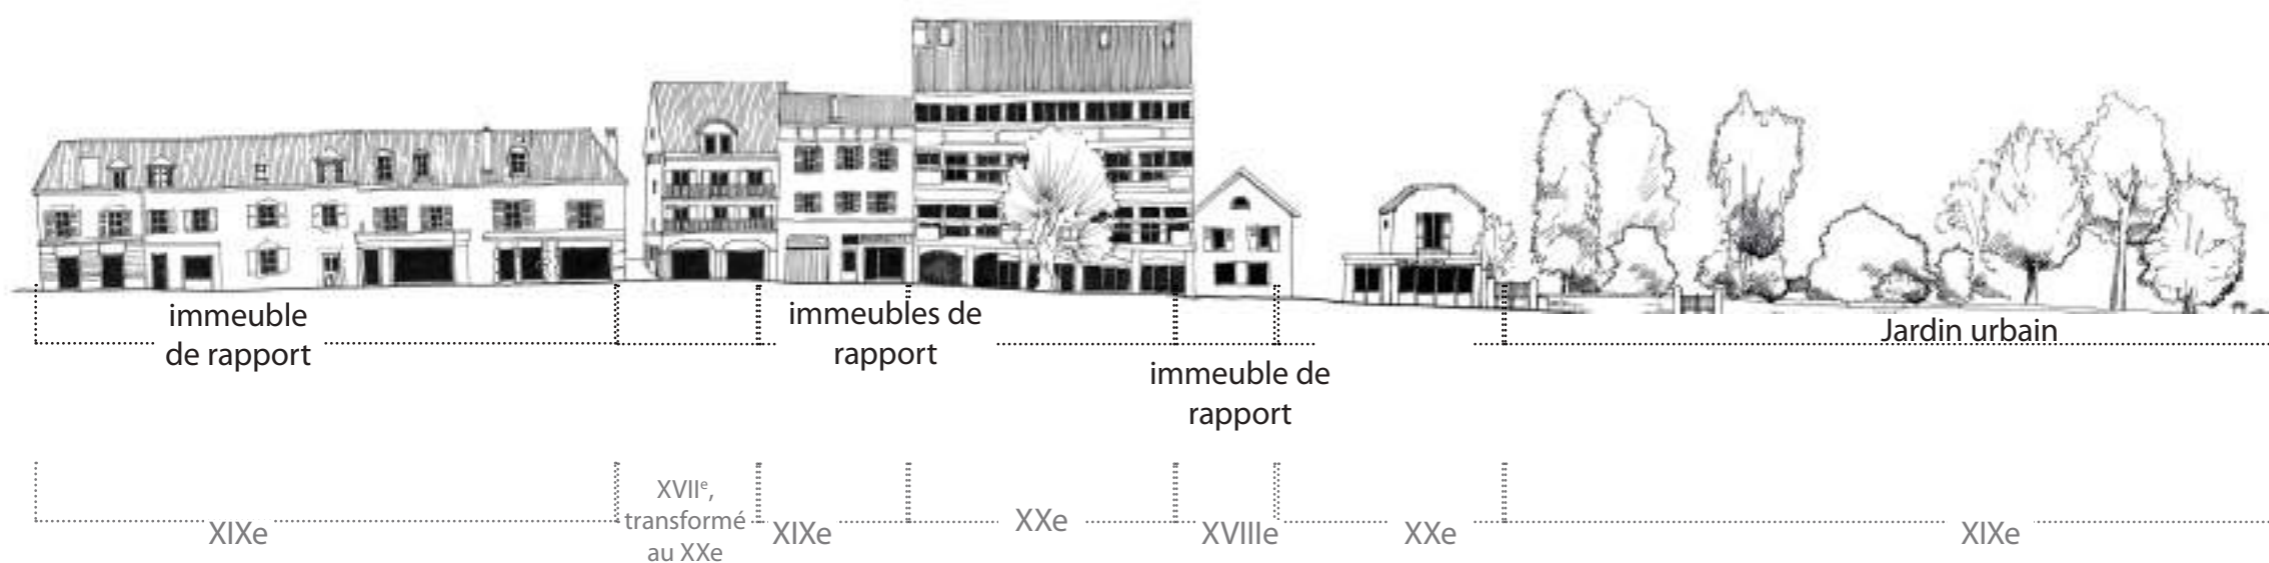 immeuble
de rapport
immeubles de
rapport
immeuble de
rapport
Jardin urbain
XIXe
XVIIᵉ,
transformé
au XXe
XIXe
XXe
XVIIIe
XXe
XIXe